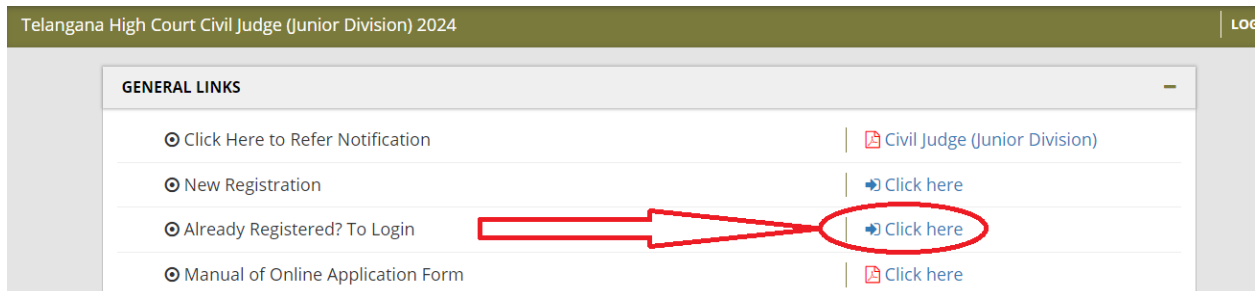 Telangana High Court Civil Judge (Junior Division) 2024 LOG
GENERAL LINKS
Click Here to Refer Notification Civil Judge (Junior Division)
New Registration Click here
Already Registered? To Login Click here
Manual of Online Application Form Click here